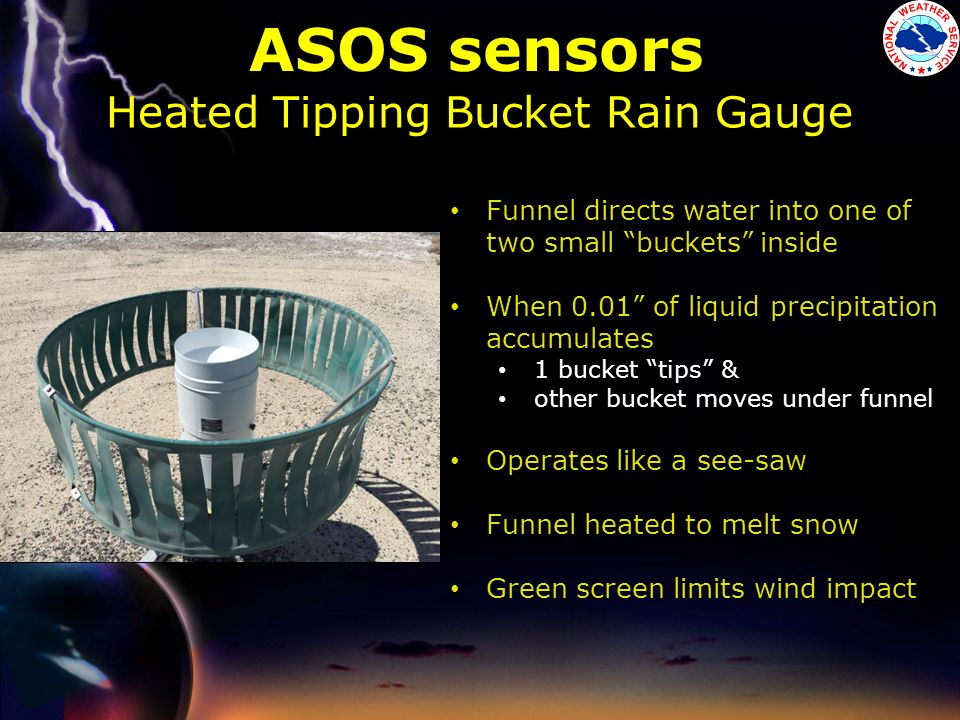 ASOS sensors
Heated Tipping Bucket Rain Gauge
NATIONAL WEATHER SERVICE
• Funnel directs water into one of
two small “buckets” inside
• When 0.01” of liquid precipitation
accumulates
• 1 bucket “tips” &
• other bucket moves under funnel
• Operates like a see-saw
• Funnel heated to melt snow
• Green screen limits wind impact